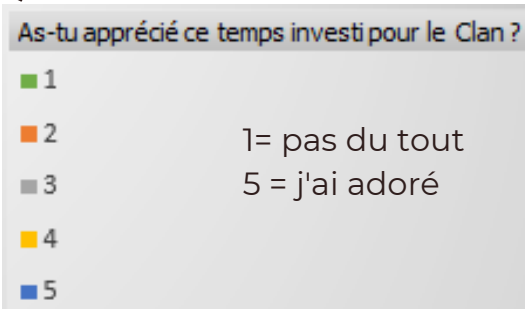 As-tu apprécié ce temps investi pour le Clan ?
1
2
3
4
5
1= pas du tout
5 = j'ai adoré